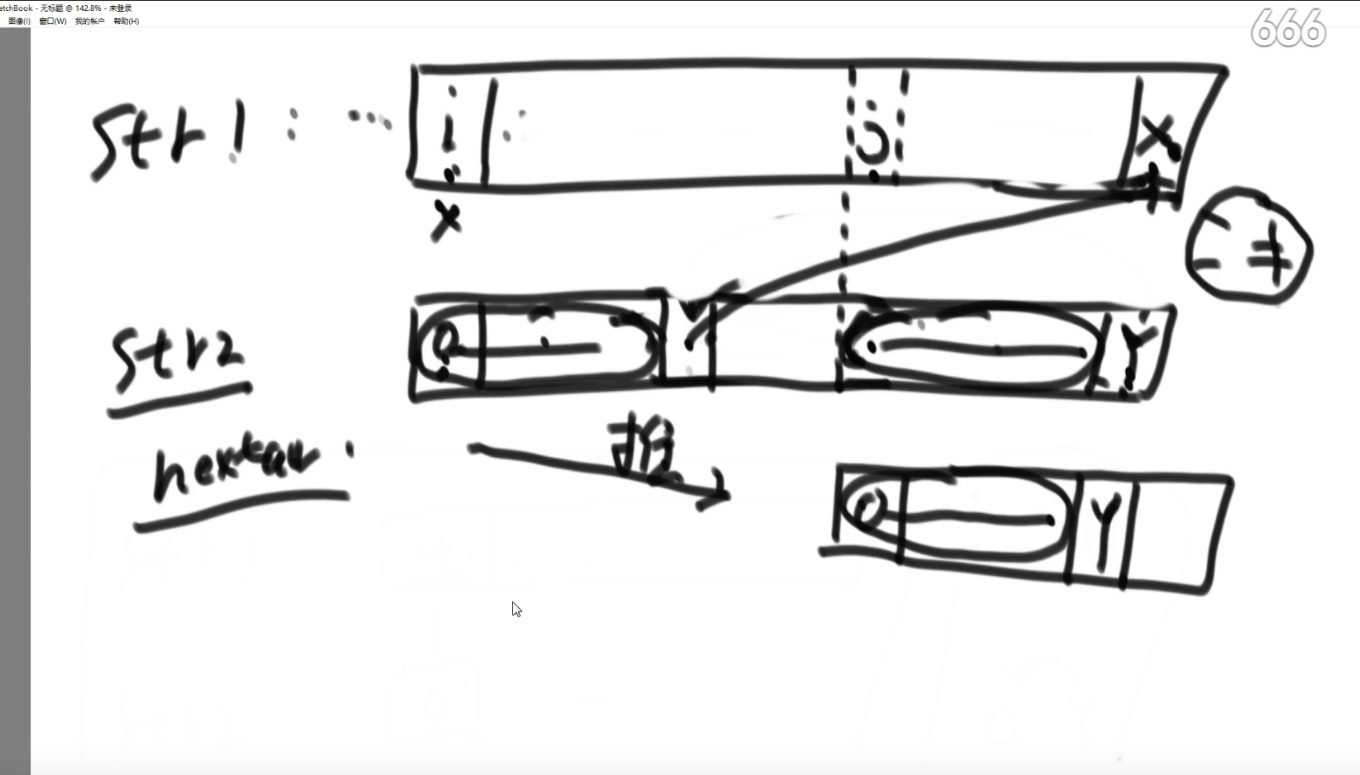 etchBook - 无标题 @ 142.8% - 未登录
图像(I) 窗口(W) 我的帐户 帮助(H)
666
str1 : ...
i
j
X
x
str2
0
?
Y
next
推
0
Y